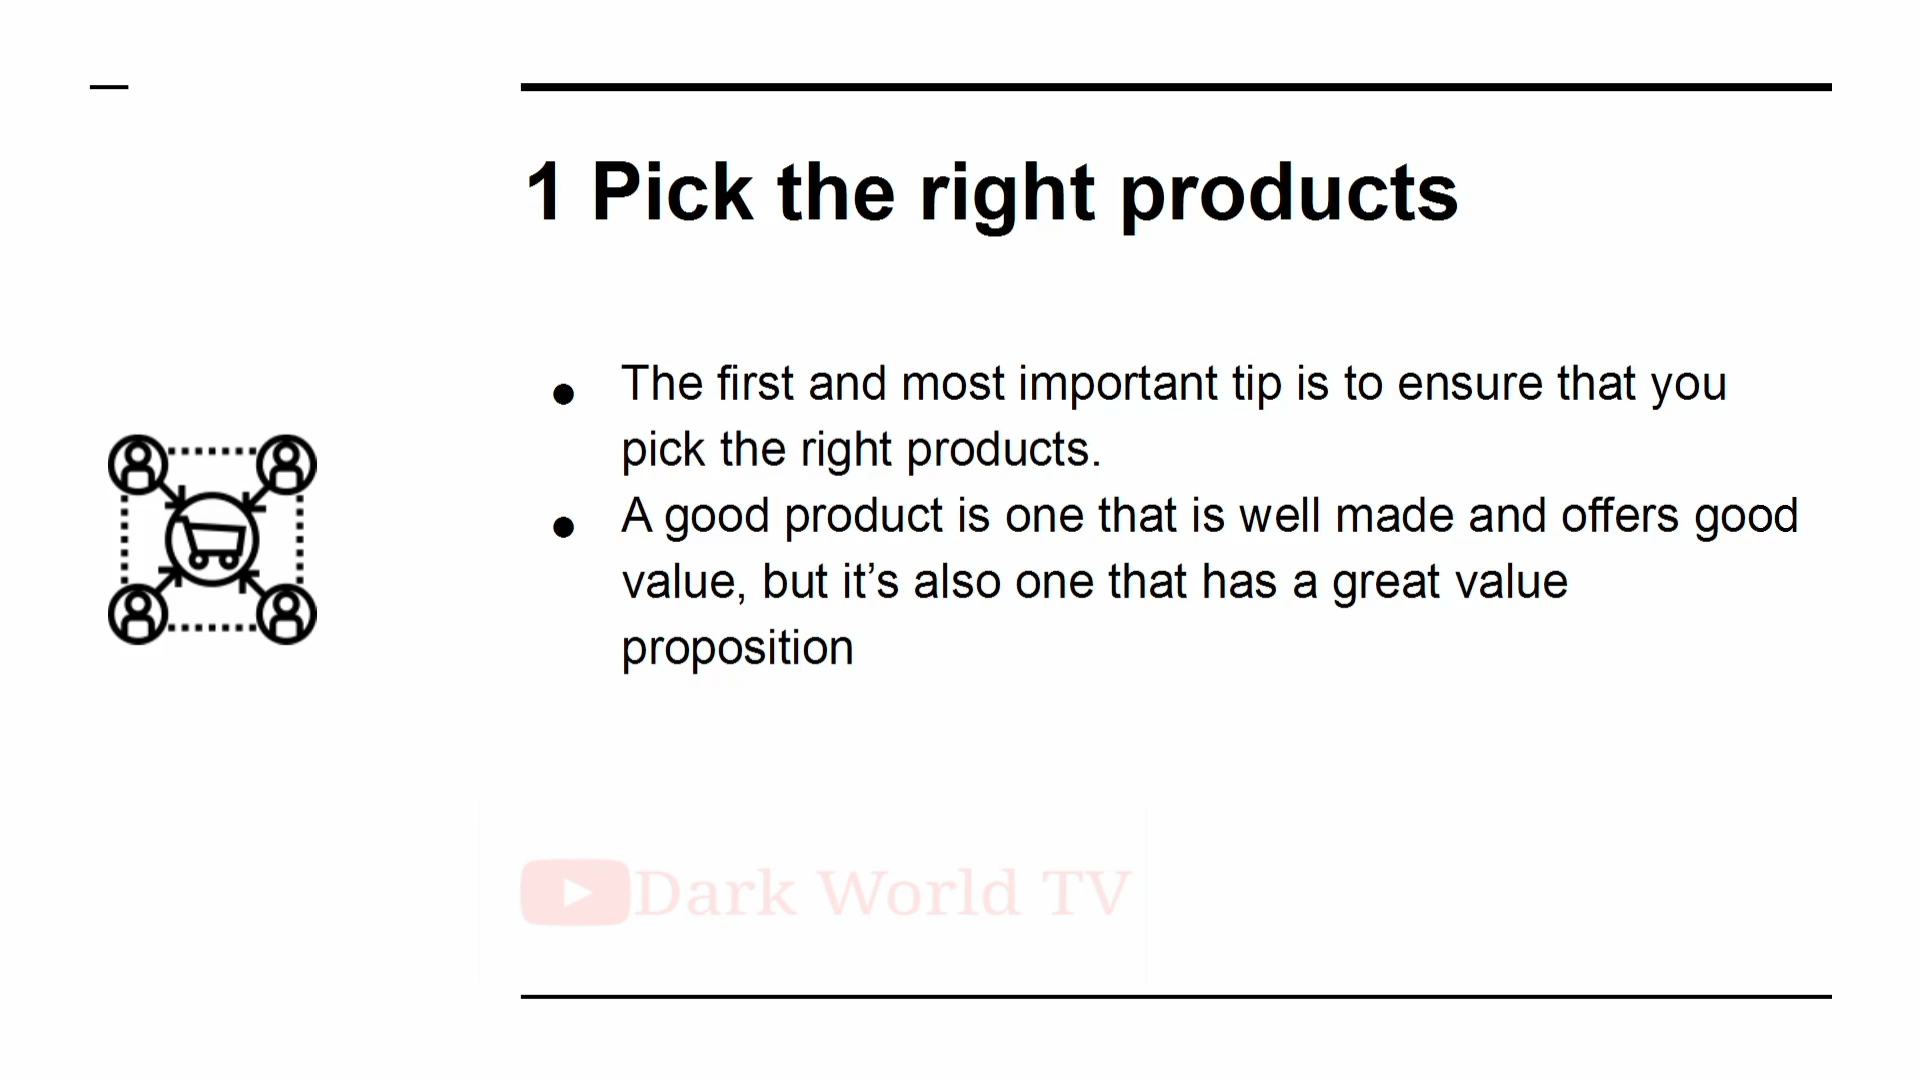 1 Pick the right products
● The first and most important tip is to ensure that you
pick the right products.
● A good product is one that is well made and offers good
value, but it’s also one that has a great value
proposition
Dark World TV